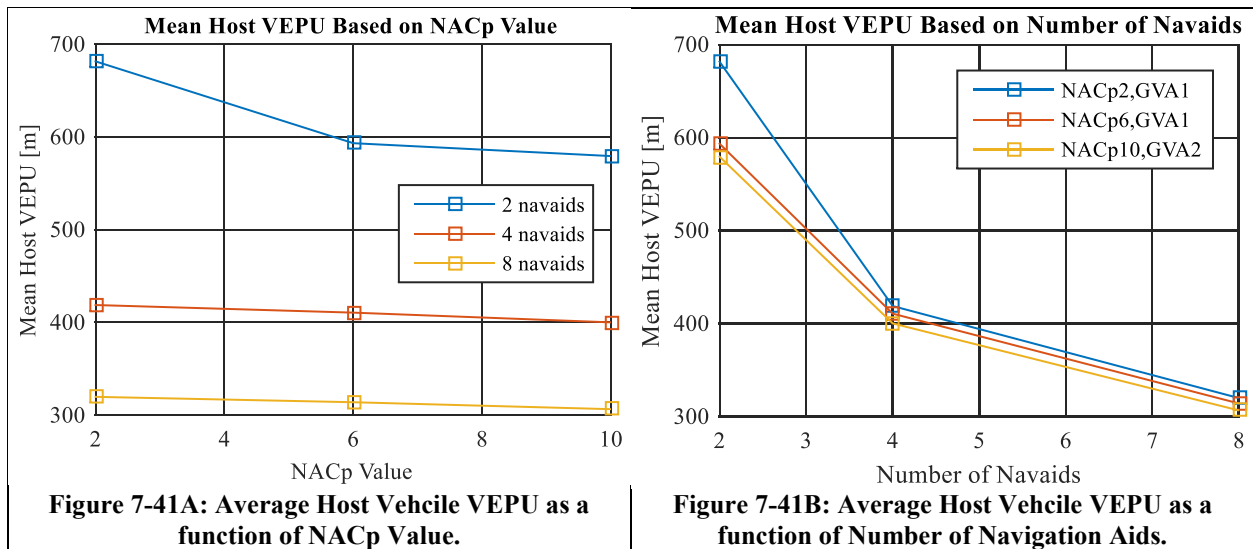 Mean Host VEPU Based on NACp Value
700
600
500
400
300
Mean Host VEPU [m]
2 navaids
4 navaids
8 navaids
2 4 6 8 10
NACp Value
Figure 7-41A: Average Host Vehcile VEPU as a
function of NACp Value.
Mean Host VEPU Based on Number of Navaids
700
600
500
400
300
Mean Host VEPU [m]
NACp2,GVA1
NACp6,GVA1
NACp10,GVA2
2 3 4 5 6 7 8
Number of Navaids
Figure 7-41B: Average Host Vehcile VEPU as a
function of Number of Navigation Aids.